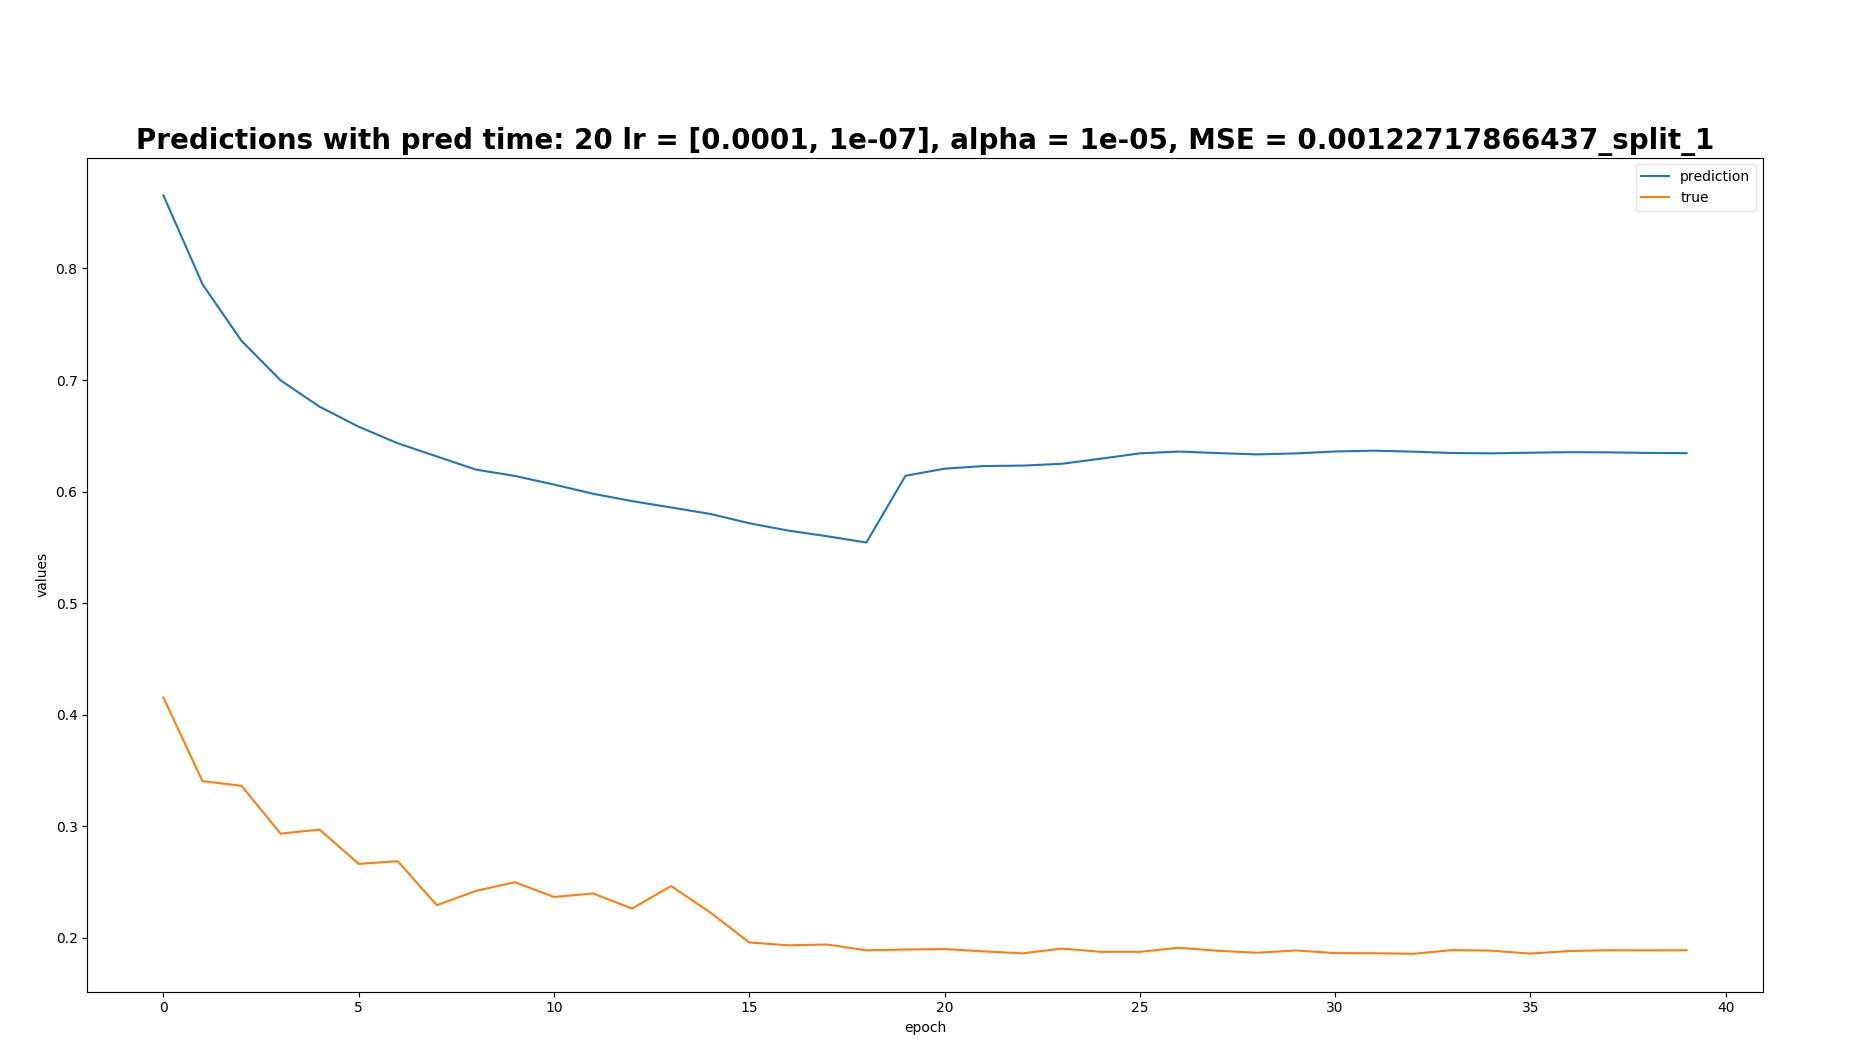 Predictions with pred time: 20 lr = [0.0001, 1e-07], alpha = 1e-05, MSE = 0.00122717866437_split_1
prediction
true
0.8
0.7
0.6
0.5
0.4
0.3
0.2
values
0 5 10 15 20 25 30 35 40
epoch